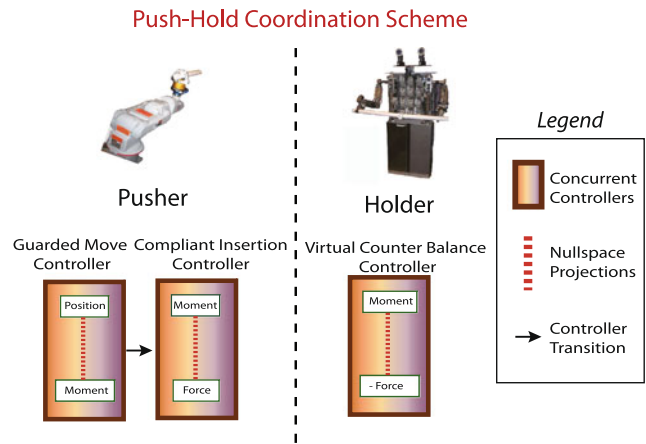 Push-Hold Coordination Scheme
Pusher
Holder
Guarded Move
Controller
Compliant Insertion
Controller
Virtual Counter Balance
Controller
Position
Moment
Moment
Force
Moment
- Force
Legend
Concurrent
Controllers
Nullspace
Projections
Controller
Transition